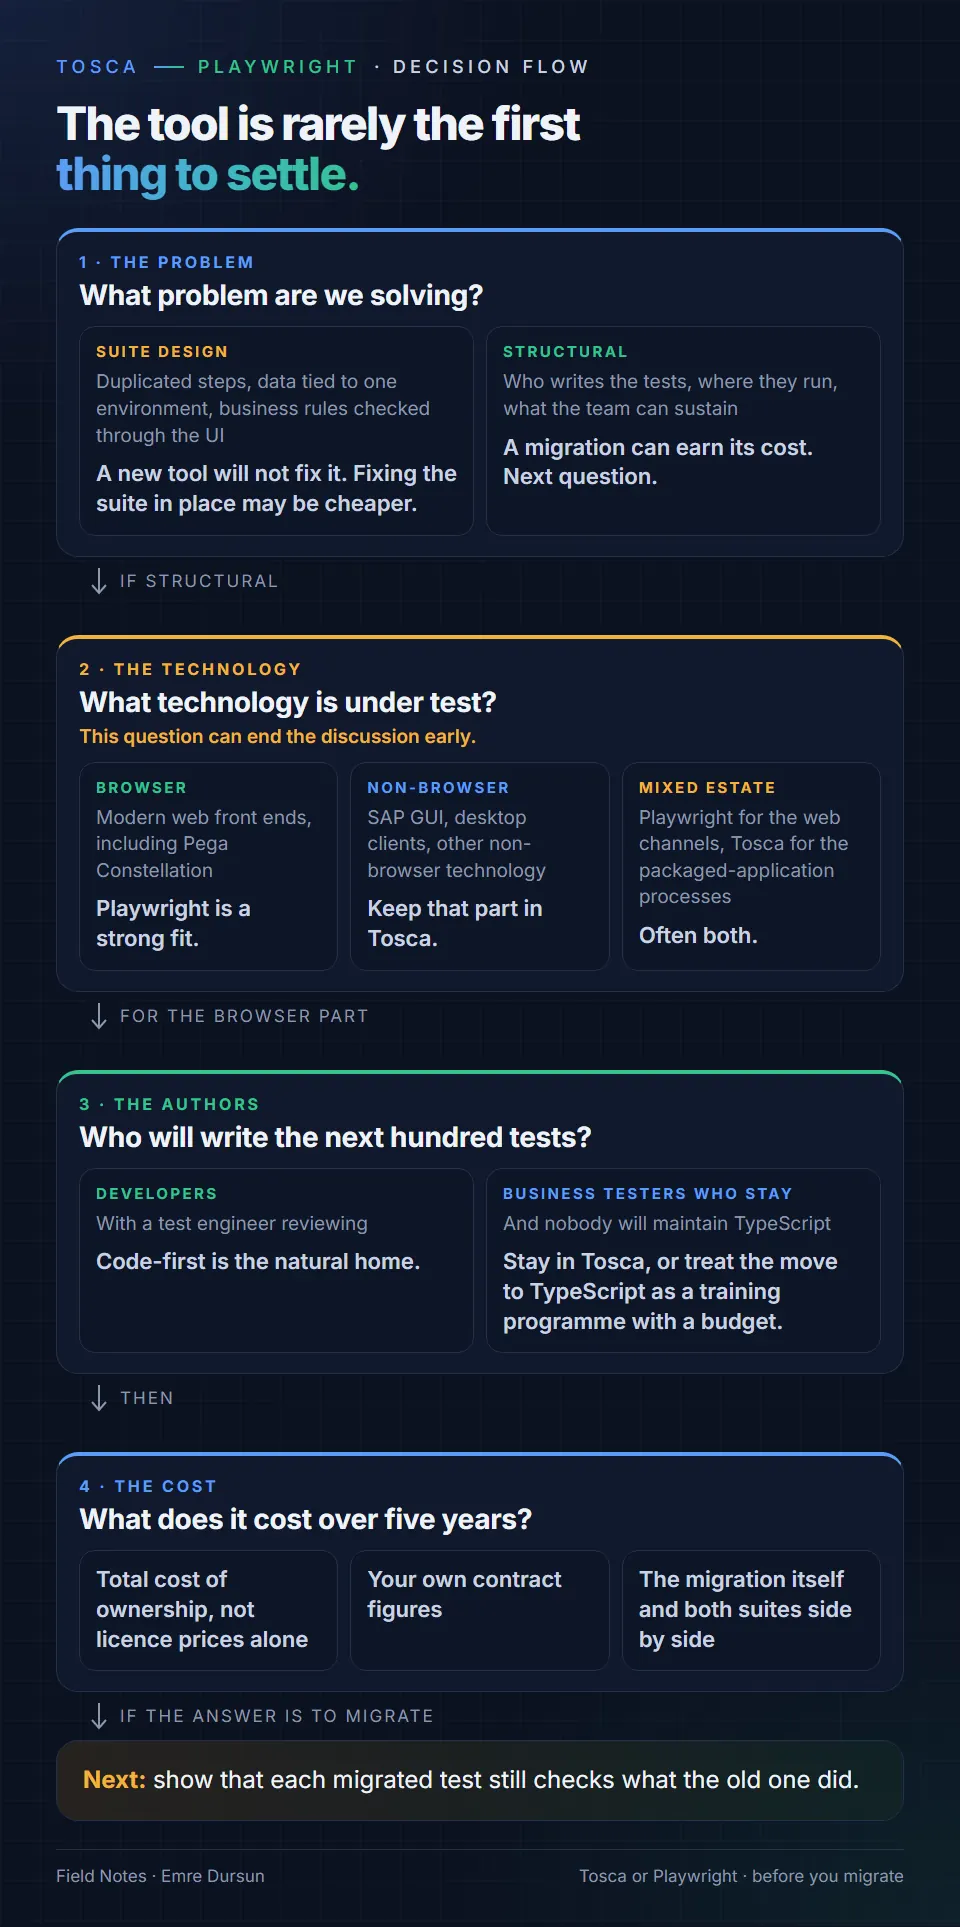 TOSCA — PLAYWRIGHT · DECISION FLOW
The tool is rarely the first
thing to settle.
1 · THE PROBLEM
What problem are we solving?
SUITE DESIGN
Duplicated steps, data tied to one
environment, business rules checked
through the UI
A new tool will not fix it. Fixing the
suite in place may be cheaper.
STRUCTURAL
Who writes the tests, where they run,
what the team can sustain
A migration can earn its cost.
Next question.
IF STRUCTURAL
2 · THE TECHNOLOGY
What technology is under test?
This question can end the discussion early.
BROWSER
Modern web front ends,
including Pega
Constellation
Playwright is a
strong fit.
NON-BROWSER
SAP GUI, desktop
clients, other non-
browser technology
Keep that part in
Tosca.
MIXED ESTATE
Playwright for the web
channels, Tosca for the
packaged-application
processes
Often both.
FOR THE BROWSER PART
3 · THE AUTHORS
Who will write the next hundred tests?
DEVELOPERS
With a test engineer reviewing
Code-first is the natural home.
BUSINESS TESTERS WHO STAY
And nobody will maintain TypeScript
Stay in Tosca, or treat the move
to TypeScript as a training
programme with a budget.
THEN
4 · THE COST
What does it cost over five years?
Total cost of
ownership, not
licence prices alone
Your own contract
figures
The migration itself
and both suites side
by side
IF THE ANSWER IS TO MIGRATE
Next: show that each migrated test still checks what the old one did.
Field Notes · Emre Dursun
Tosca or Playwright · before you migrate